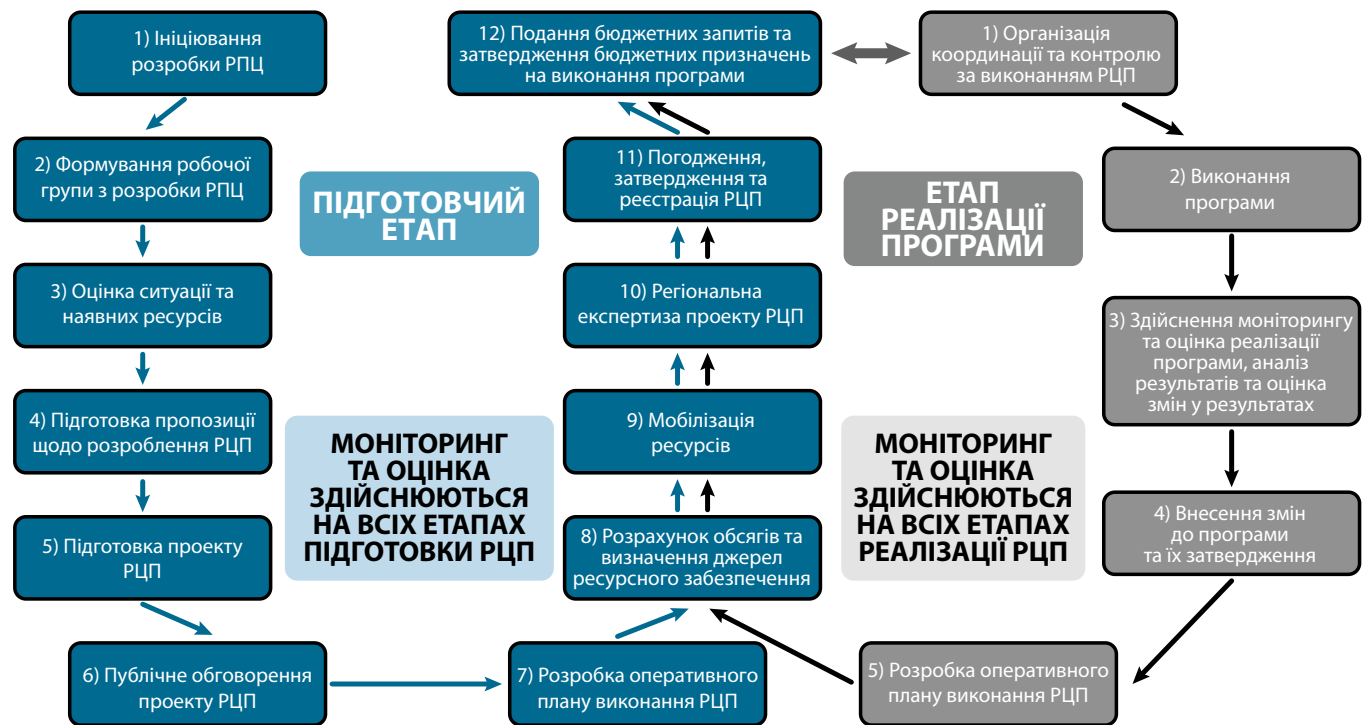 1) Ініціювання
розробки РПЦ
2) Формування робочої
групи з розробки РПЦ
3) Оцінка ситуації та
наявних ресурсів
4) Підготовка пропозиції
щодо розроблення РЦП
5) Підготовка проекту
РЦП
6) Публічне обговорення
проекту РЦП
7) Розробка оперативного
плану виконання РЦП
8) Розрахунок обсягів та
визначення джерел
ресурсного забезпечення
9) Мобілізація
ресурсів
10) Регіональна
експертиза проекту РЦП
11) Погодження,
затвердження та
реєстрація РЦП
12) Подання бюджетних запитів та
затвердження бюджетних призначень
на виконання програми
ПІДГОТОВЧИЙ
ЕТАП
МОНІТОРИНГ
ТА ОЦІНКА
ЗДІЙСНЮЮТЬСЯ
НА ВСІХ ЕТАПАХ
ПІДГОТОВКИ РЦП
1) Організація
координації та контролю
за виконанням РЦП
2) Виконання
програми
3) Здійснення моніторингу
та оцінка реалізації
програми, аналіз
результатів та оцінка
змін у результатах
4) Внесення змін
до програми
та їх затвердження
5) Розробка оперативного
плану виконання РЦП
ЕТАП
РЕАЛІЗАЦІЇ
ПРОГРАМИ
МОНІТОРИНГ
ТА ОЦІНКА
ЗДІЙСНЮЮТЬСЯ
НА ВСІХ ЕТАПАХ
РЕАЛІЗАЦІЇ РЦП